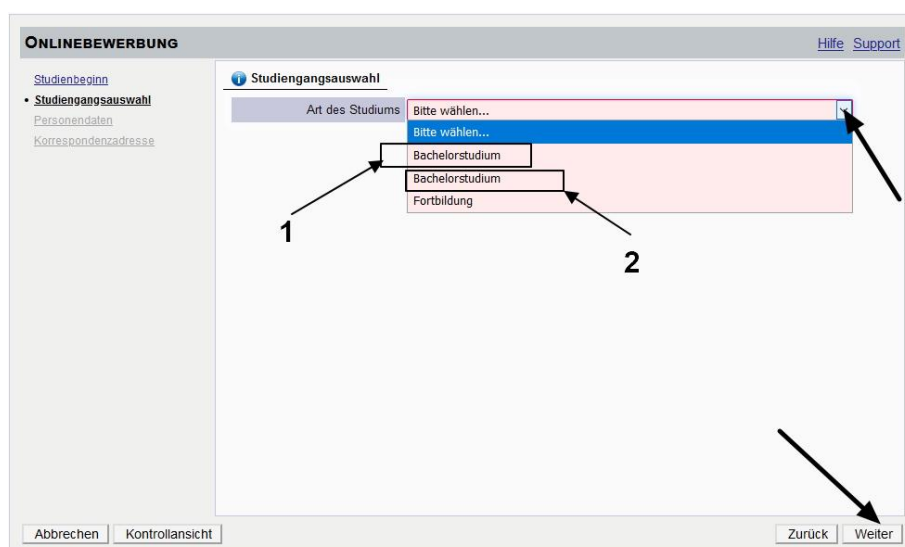 ONLINEBEWERBUNG
Hilfe Support
Studienbeginn
Studiengangsauswahl
Personendaten
Korrespondenzadresse
Studiengangsauswahl
Art des Studiums Bitte wählen...
Bitte wählen...
Bachelorstudium
Bachelorstudium
Fortbildung
1
2
Abbrechen Kontrollansicht Zurück Weiter